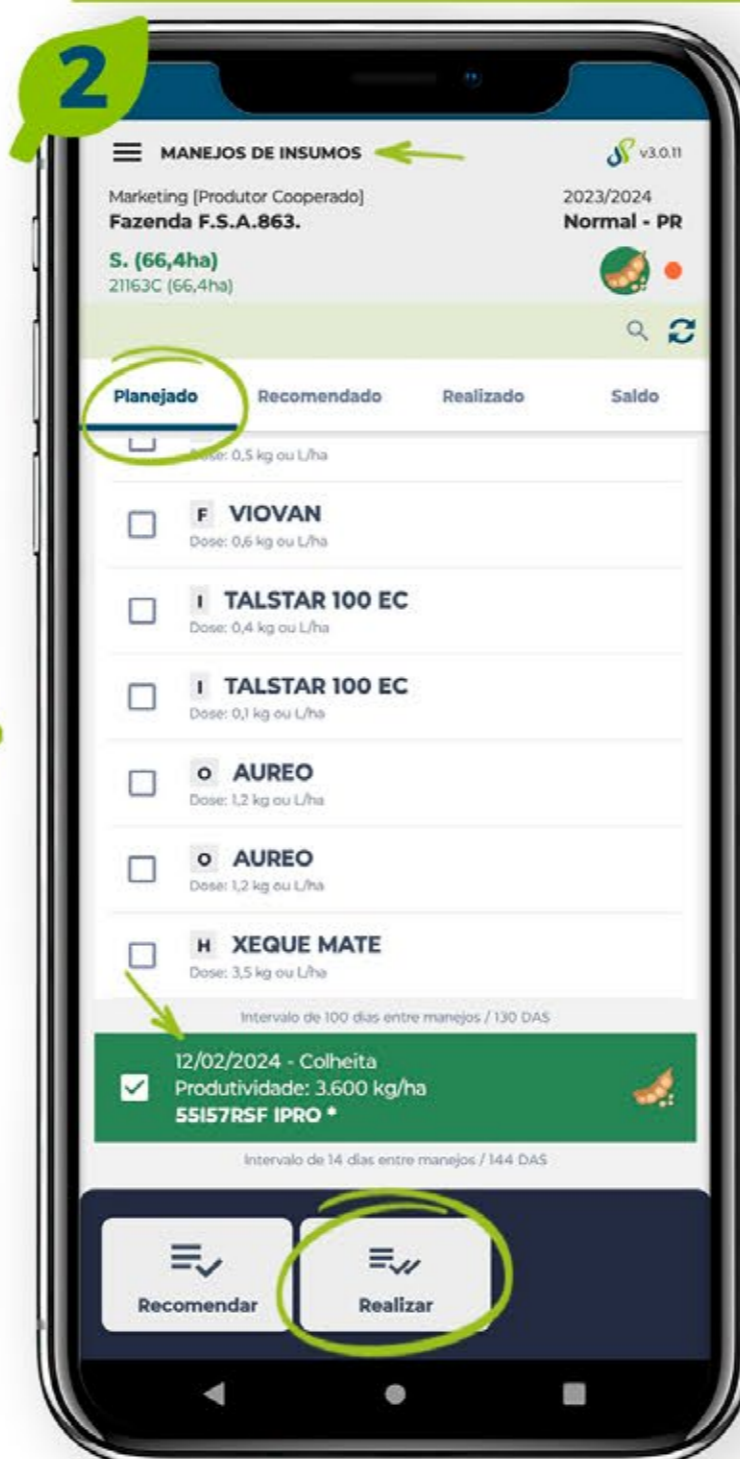 2
MANEJOS DE INSUMOS
v3.0.11
Marketing [Produtor Cooperado]
2023/2024
Fazenda F.S.A.863.
Normal - PR
S. (66,4ha)
21163C (66,4ha)
Planejado
Recomendado
Realizado
Saldo
Dose: 0,5 kg ou L/ha
F VIOVAN
Dose: 0,6 kg ou L/ha
I TALSTAR 100 EC
Dose: 0,4 kg ou L/ha
I TALSTAR 100 EC
Dose: 0,1 kg ou L/ha
O AUREO
Dose: 1,2 kg ou L/ha
O AUREO
Dose: 1,2 kg ou L/ha
H XEQUE MATE
Dose: 3,5 kg ou L/ha
Intervalo de 100 dias entre manejos / 130 DAS
12/02/2024 - Colheita
Produtividade: 3.600 kg/ha
55I57RSF IPRO *
Intervalo de 14 dias entre manejos / 144 DAS
Recomendar
Realizar